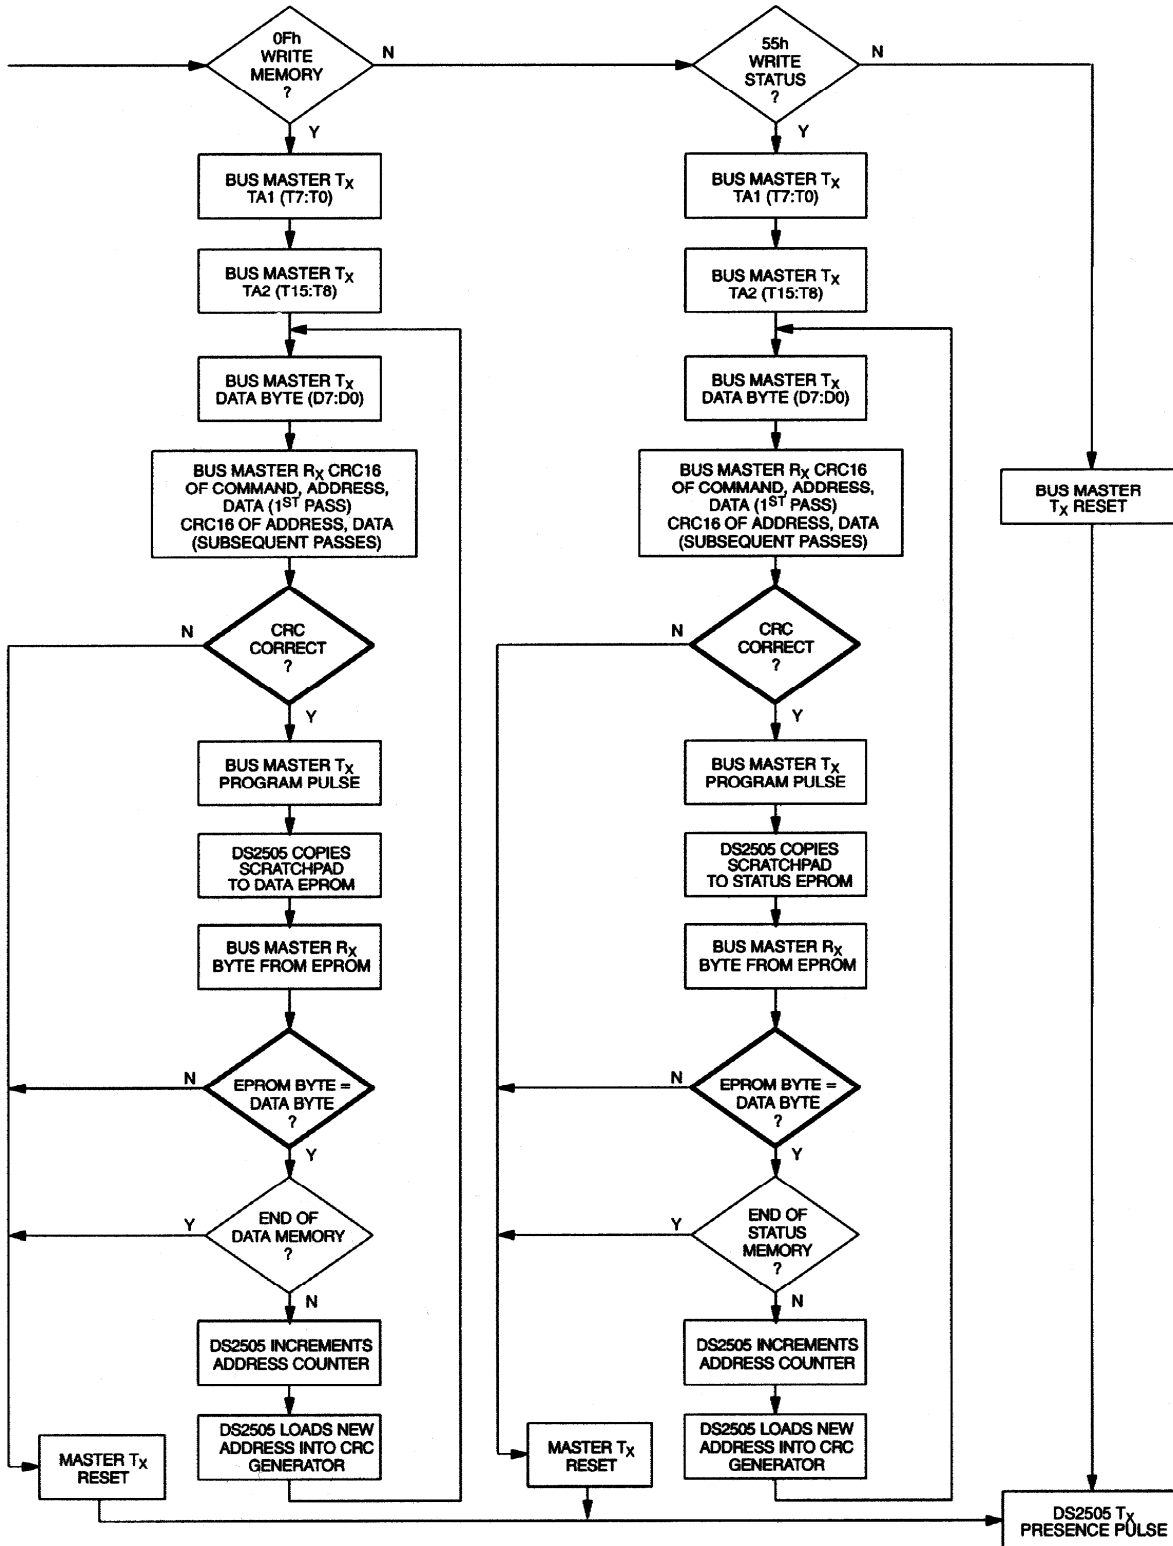 0Fh
WRITE
MEMORY
?
N
Y
BUS MASTER TX
TA1 (T7:T0)
BUS MASTER TX
TA2 (T15:T8)
BUS MASTER TX
DATA BYTE (D7:D0)
BUS MASTER RX CRC16
OF COMMAND, ADDRESS,
DATA (1ST PASS)
CRC16 OF ADDRESS, DATA
(SUBSEQUENT PASSES)
CRC
CORRECT
?
N
Y
BUS MASTER TX
PROGRAM PULSE
DS2505 COPIES
SCRATCHPAD
TO DATA EPROM
BUS MASTER RX
BYTE FROM EPROM
EPROM BYTE =
DATA BYTE
?
N
Y
END OF
DATA MEMORY
?
Y
N
DS2505 INCREMENTS
ADDRESS COUNTER
DS2505 LOADS NEW
ADDRESS INTO CRC
GENERATOR
MASTER TX
RESET
55h
WRITE
STATUS
?
N
Y
BUS MASTER TX
TA1 (T7:T0)
BUS MASTER TX
TA2 (T15:T8)
BUS MASTER TX
DATA BYTE (D7:D0)
BUS MASTER RX CRC16
OF COMMAND, ADDRESS,
DATA (1ST PASS)
CRC16 OF ADDRESS, DATA
(SUBSEQUENT PASSES)
CRC
CORRECT
?
N
Y
BUS MASTER TX
PROGRAM PULSE
DS2505 COPIES
SCRATCHPAD
TO STATUS EPROM
BUS MASTER RX
BYTE FROM EPROM
EPROM BYTE =
DATA BYTE
?
N
Y
END OF
STATUS
MEMORY
?
Y
N
DS2505 INCREMENTS
ADDRESS COUNTER
DS2505 LOADS NEW
ADDRESS INTO CRC
GENERATOR
MASTER TX
RESET
BUS MASTER
TX RESET
DS2505 TX
PRESENCE PULSE